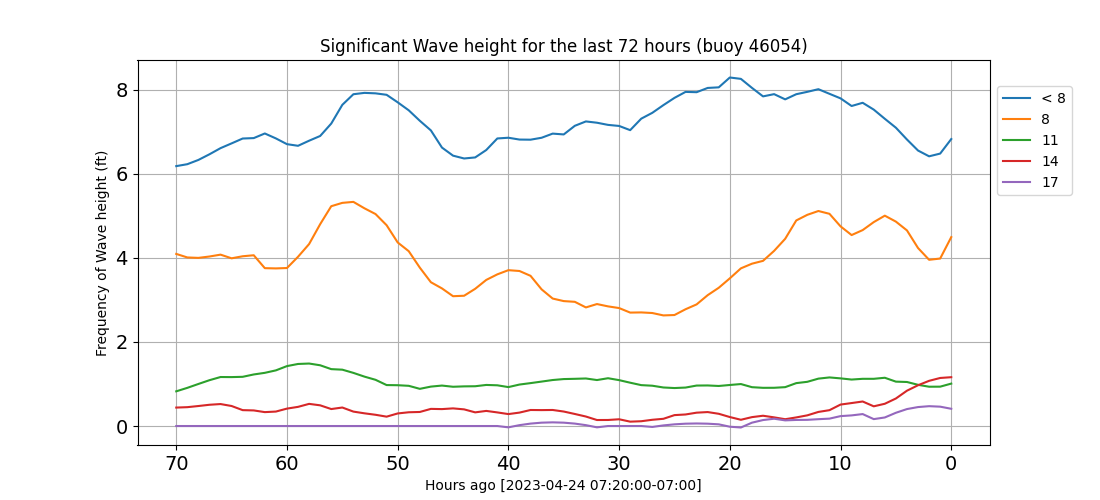 Significant Wave height for the last 72 hours (buoy 46054)
Frequency of Wave height (ft)
8
6
4
2
0
70 60 50 40 30 20 10 0
Hours ago [2023-04-24 07:20:00-07:00]
< 8
8
11
14
17